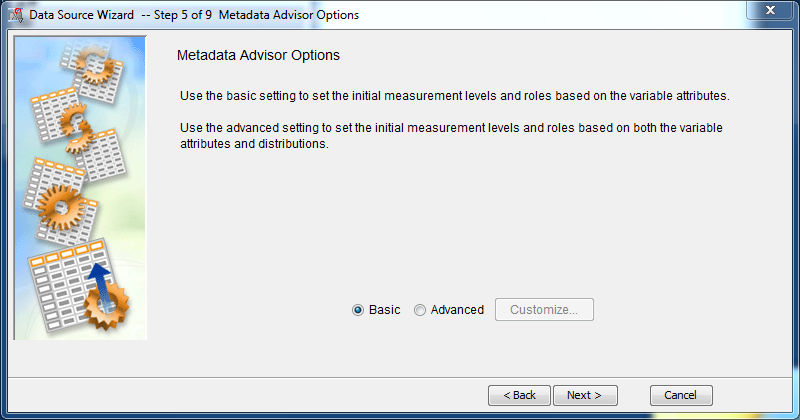 Data Source Wizard -- Step 5 of 9 Metadata Advisor Options
Metadata Advisor Options
Use the basic setting to set the initial measurement levels and roles based on the variable attributes.
Use the advanced setting to set the initial measurement levels and roles based on both the variable
attributes and distributions.
Basic Advanced Customize...
< Back Next > Cancel